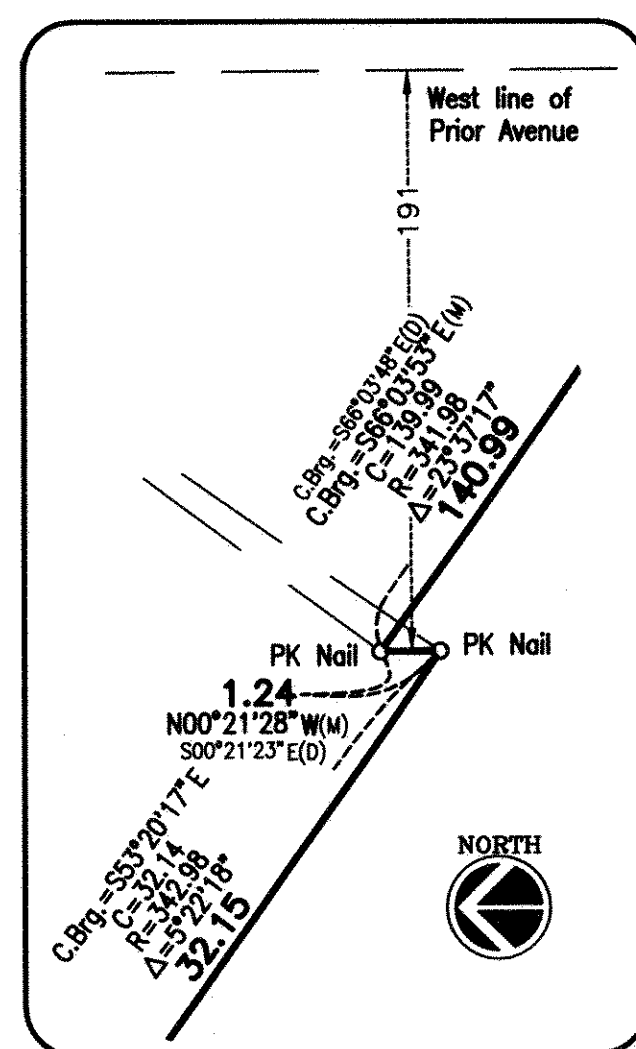 West line of
Prior Avenue
191
C.Brg.=S66°03'48"E(D)
C.Brg.=S66°03'53"E(M)
C=139.99
R=341.98
Δ=23°37'17"
140.99
PK Nail
PK Nail
1.24
N00°21'28"W(M)
S00°21'23"E(D)
C.Brg.=S53°20'17"E
C=32.14
R=342.98
Δ=5°22'18"
32.15
NORTH